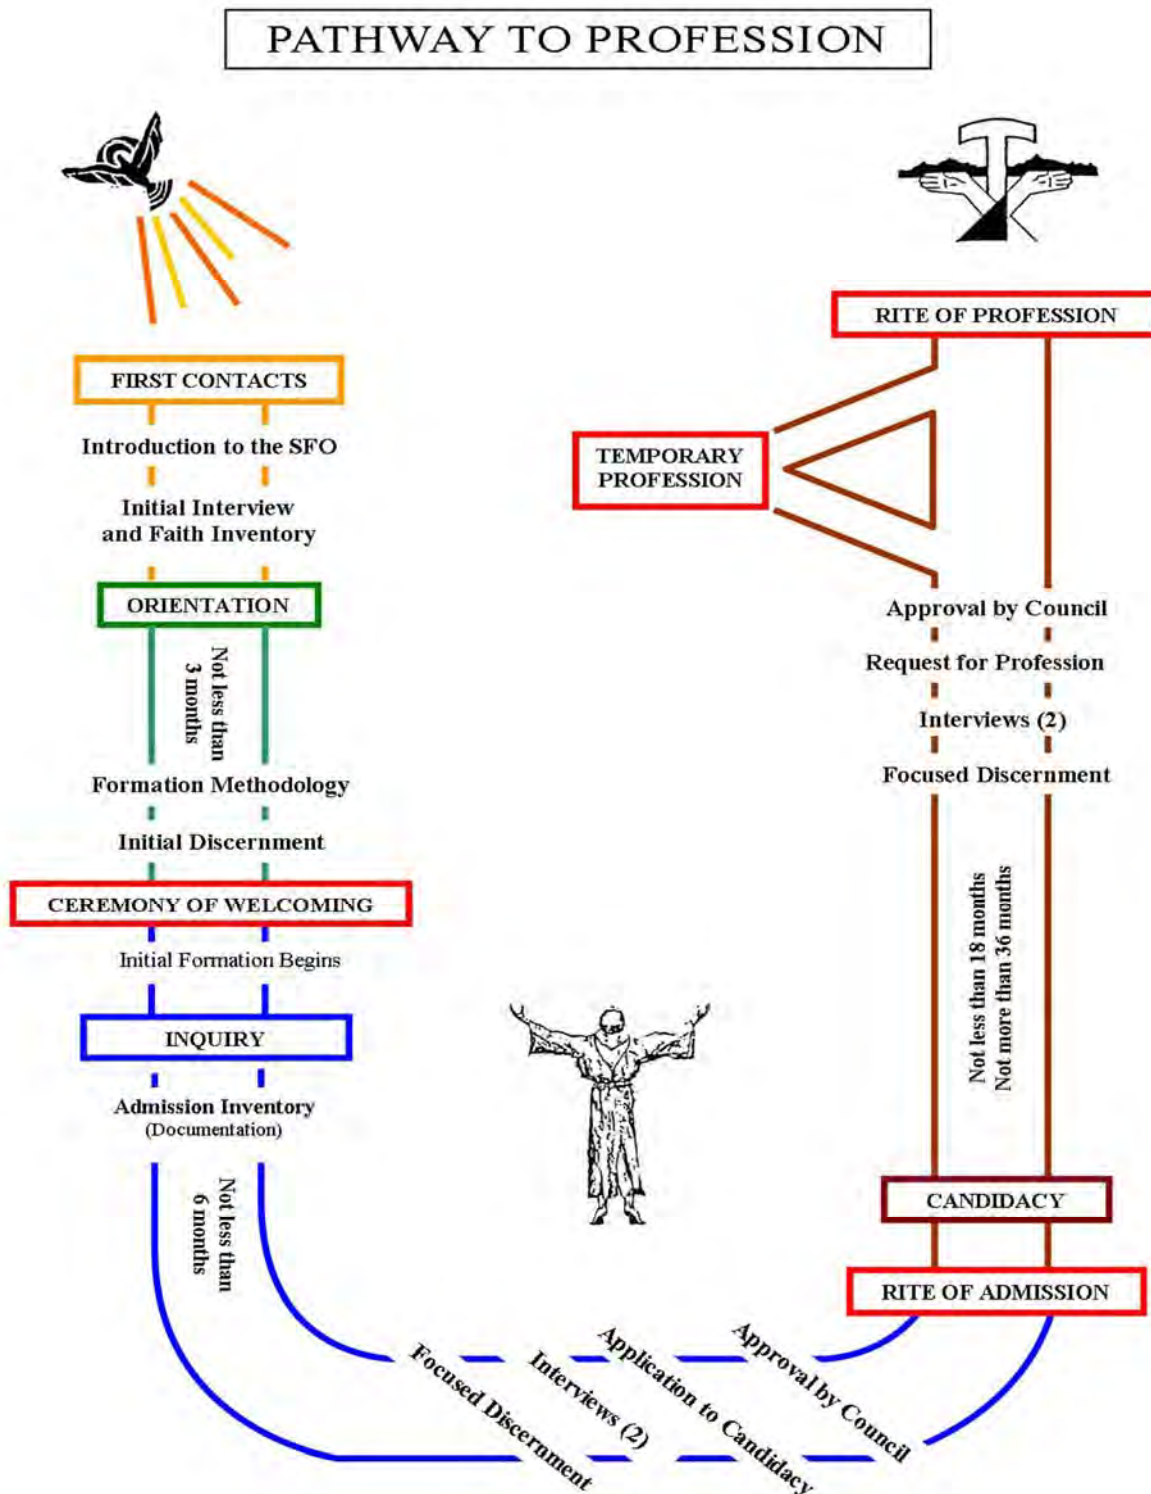 PATHWAY TO PROFESSION
FIRST CONTACTS
Introduction to the SFO
Initial Interview
and Faith Inventory
ORIENTATION
Not less than
3 months
Formation Methodology
Initial Discernment
CEREMONY OF WELCOMING
Initial Formation Begins
INQUIRY
Admission Inventory
(Documentation)
Not less than
6 months
Focused Discernment
Interviews (2)
Application to Candidacy
Approval by Council
RITE OF ADMISSION
CANDIDACY
Not less than 18 months
Not more than 36 months
Focused Discernment
Interviews (2)
Request for Profession
Approval by Council
TEMPORARY
PROFESSION
RITE OF PROFESSION